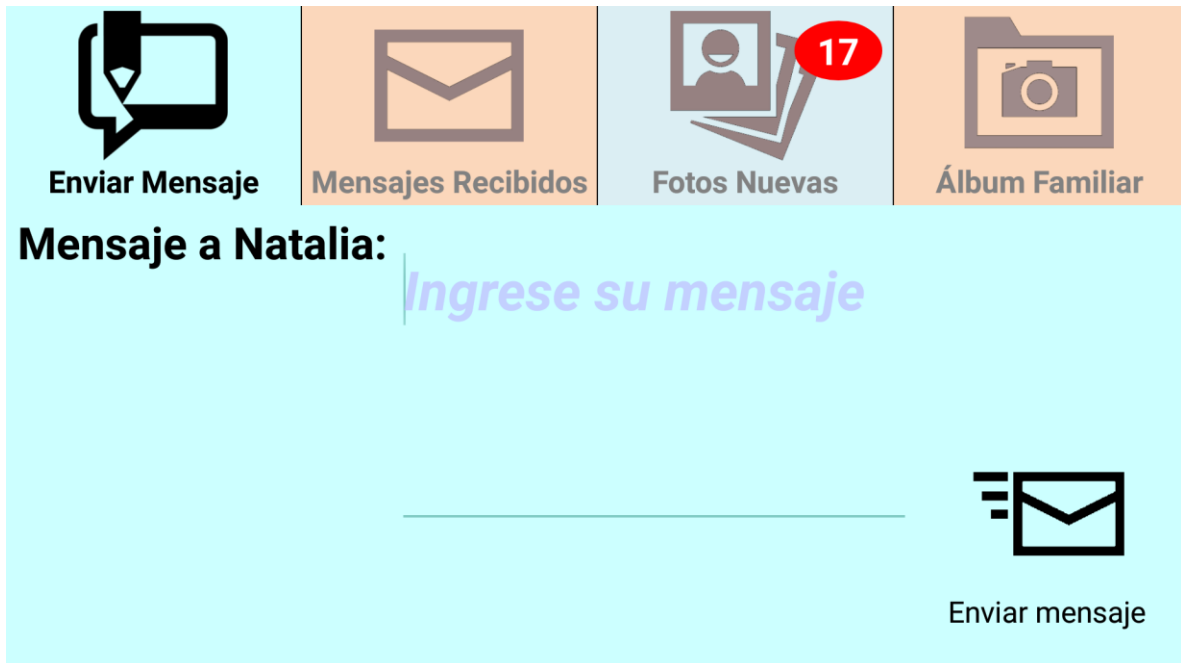 17
Enviar Mensaje
Mensajes Recibidos
Fotos Nuevas
Álbum Familiar
Mensaje a Natalia:
Ingrese su mensaje
Enviar mensaje